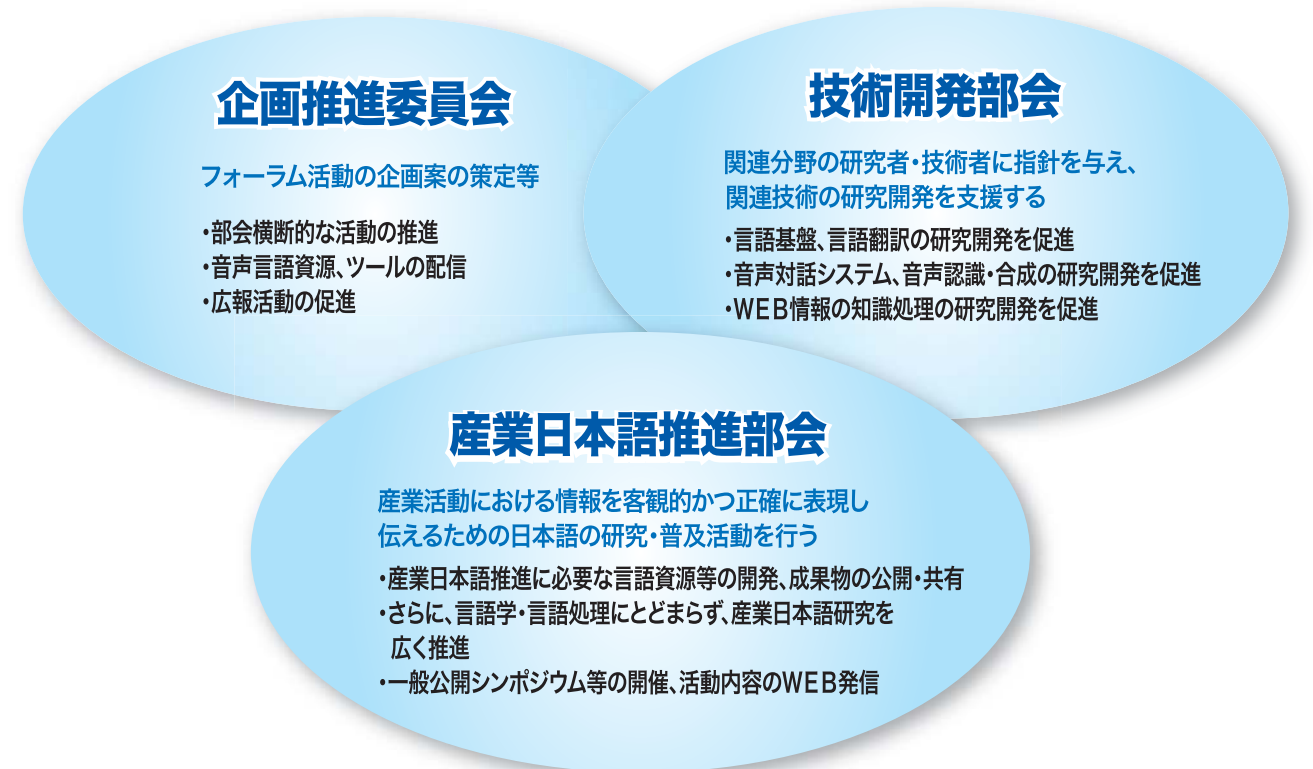 企画推進委員会
フォーラム活動の企画案の策定等
・部会横断的な活動の推進
・音声言語資源、ツールの配信
・広報活動の促進
技術開発部会
関連分野の研究者・技術者に指針を与え、
関連技術の研究開発を支援する
・言語基盤、言語翻訳の研究開発を促進
・音声対話システム、音声認識・合成の研究開発を促進
・WEB情報の知識処理の研究開発を促進
産業日本語推進部会
産業活動における情報を客観的かつ正確に表現し
伝えるための日本語の研究・普及活動を行う
・産業日本語推進に必要な言語資源等の開発、成果物の公開・共有
・さらに、言語学・言語処理にとどまらず、産業日本語研究を
広く推進
・一般公開シンポジウム等の開催、活動内容のWEB発信